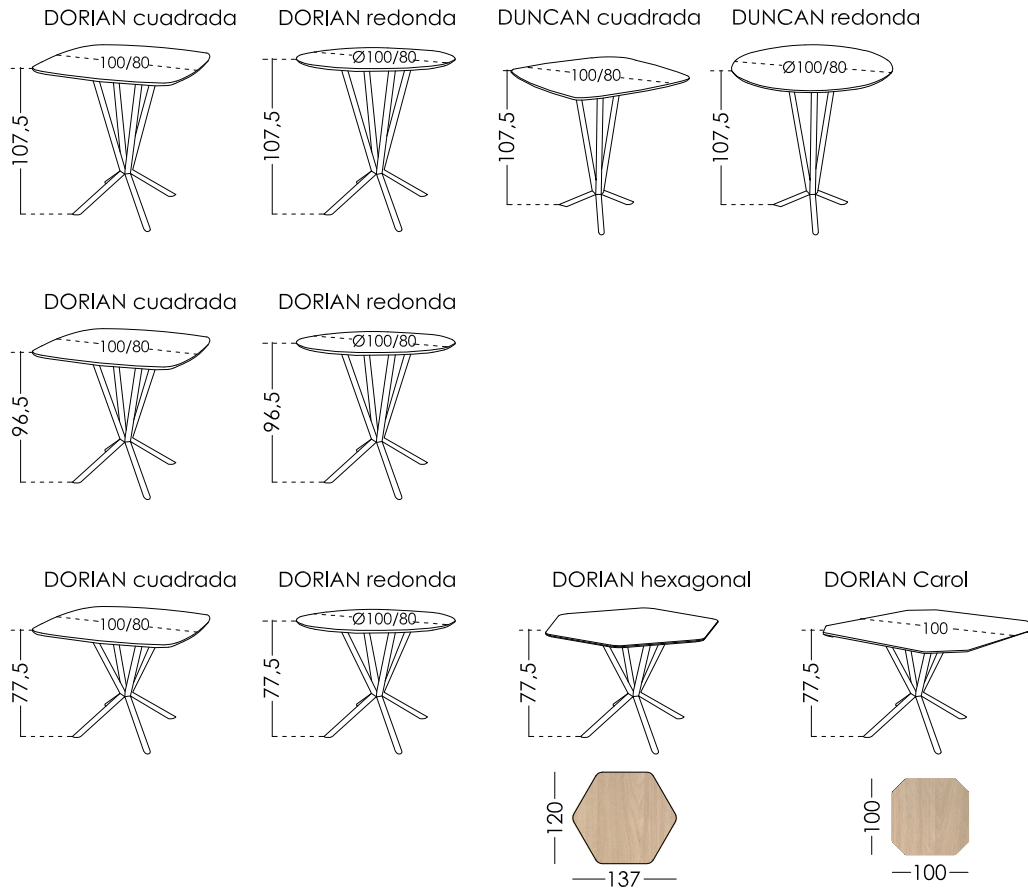 DORIAN cuadrada
DORIAN redonda
DUNCAN cuadrada
DUNCAN redonda
100/80
Ø100/80
100/80
Ø100/80
107,5
107,5
107,5
107,5
DORIAN cuadrada
DORIAN redonda
100/80
Ø100/80
96,5
96,5
DORIAN cuadrada
DORIAN redonda
DORIAN hexagonal
DORIAN Carol
100/80
Ø100/80
100
77,5
77,5
77,5
77,5
120
137
100
100